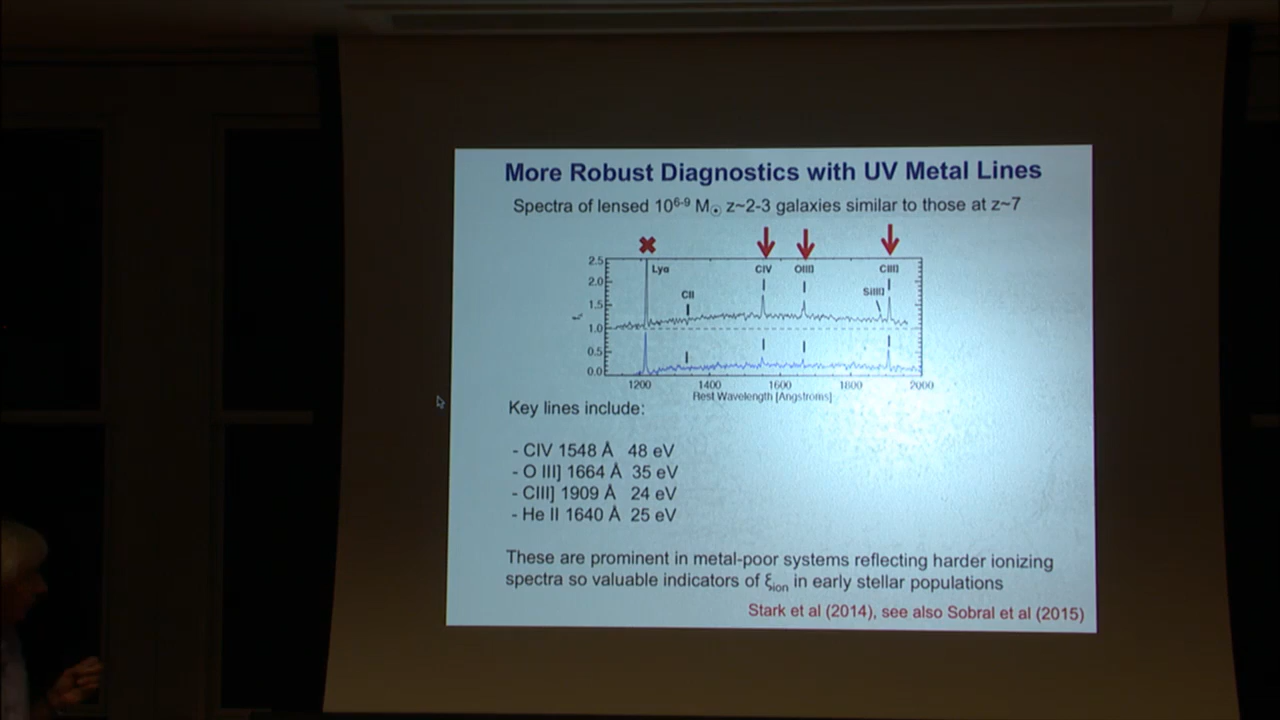 More Robust Diagnostics with UV Metal Lines
Spectra of lensed 10⁶⁻⁹ M☉ z~2-3 galaxies similar to those at z~7
Lyα
CII
CIV
OIII]
SiIII]
CIII]
2.5
2.0
1.5
1.0
0.5
0.0
1200 1400 1600 1800 2000
Rest Wavelength [Angstroms]
Key lines include:
- CIV 1548 Å 48 eV
- O III] 1664 Å 35 eV
- CIII] 1909 Å 24 eV
- He II 1640 Å 25 eV
These are prominent in metal-poor systems reflecting harder ionizing
spectra so valuable indicators of ξion in early stellar populations
Stark et al (2014), see also Sobral et al (2015)